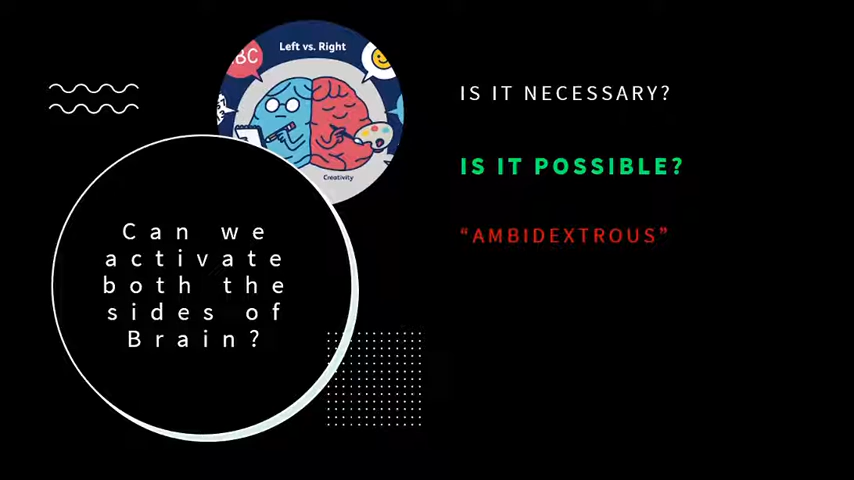 Left vs. Right
BC
Creativity
Can we
activate
both the
sides of
Brain?
IS IT NECESSARY?
IS IT POSSIBLE?
“AMBIDEXTROUS”